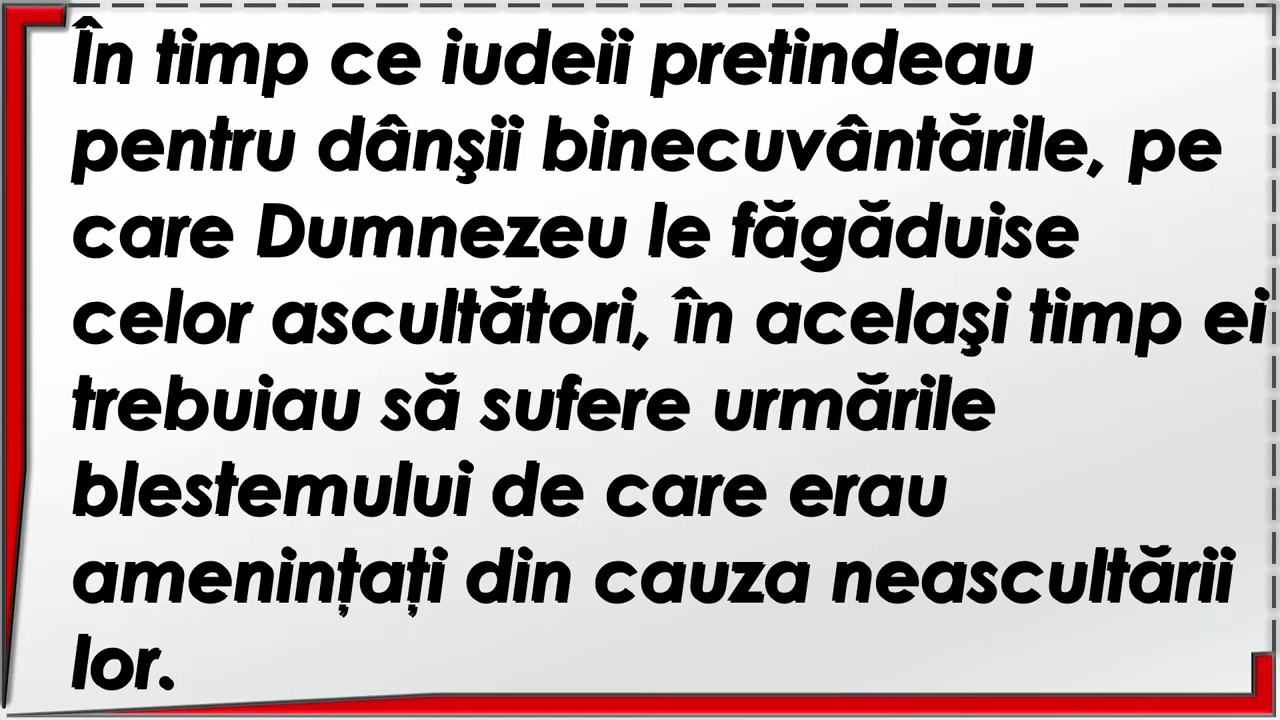 În timp ce iudeii pretindeau
pentru dânşii binecuvântările, pe
care Dumnezeu le făgăduise
celor ascultători, în acelaşi timp ei
trebuiau să sufere urmările
blestemului de care erau
amenințați din cauza neascultării
lor.